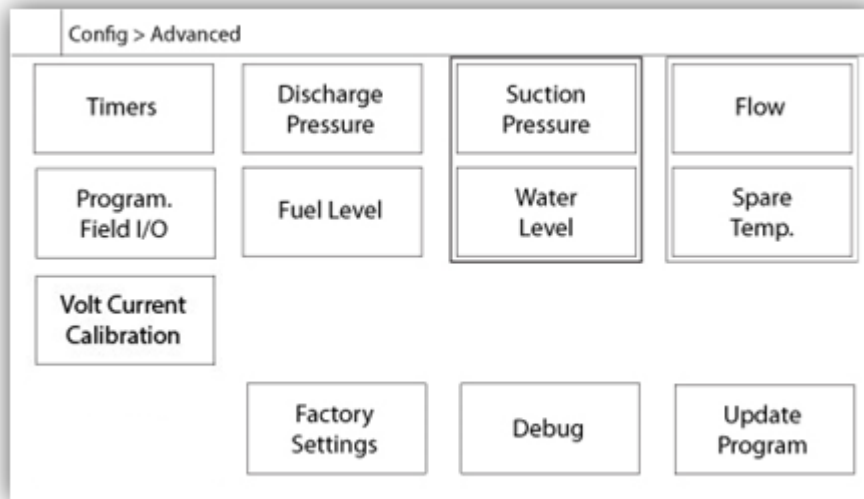 Config > Advanced
Timers
Discharge
Pressure
Suction
Pressure
Flow
Program.
Field I/O
Fuel Level
Water
Level
Spare
Temp.
Volt Current
Calibration
Factory
Settings
Debug
Update
Program